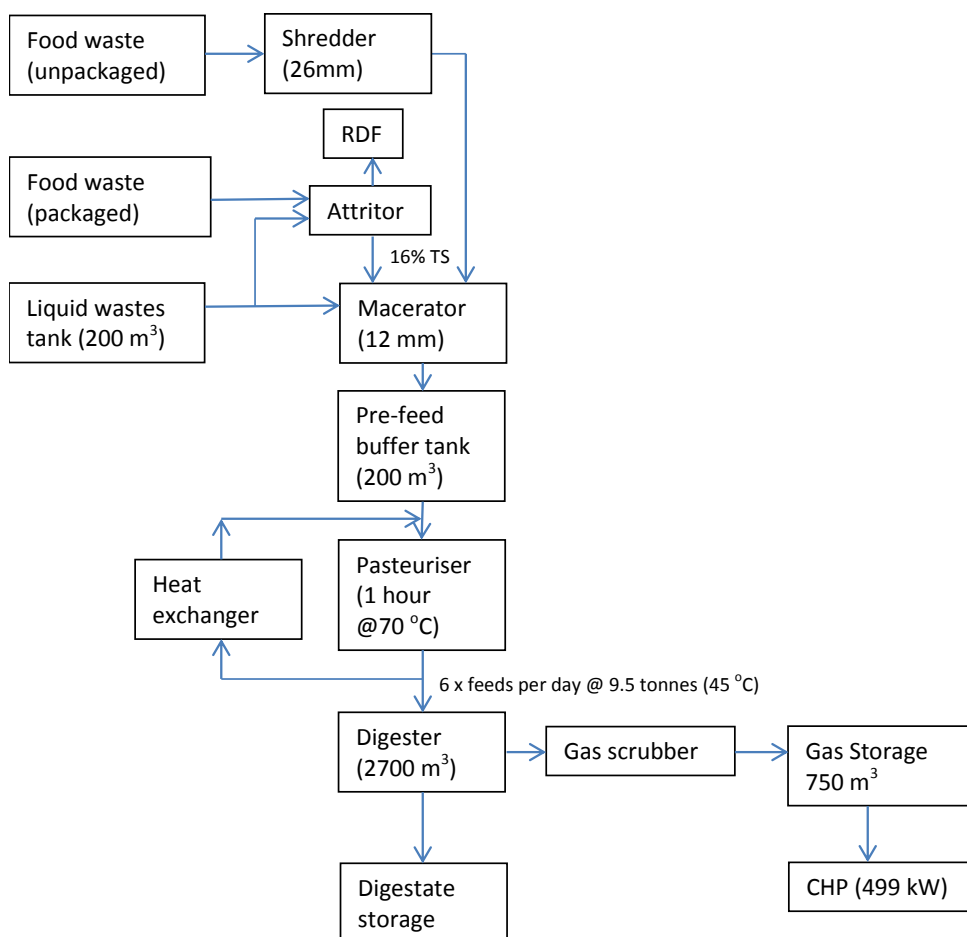 Food waste
(unpackaged)
Shredder
(26mm)
RDF
Food waste
(packaged)
Attritor
16% TS
Liquid wastes
tank (200 m³)
Macerator
(12 mm)
Pre-feed
buffer tank
(200 m³)
Heat
exchanger
Pasteuriser
(1 hour
@70 °C)
6 x feeds per day @ 9.5 tonnes (45 °C)
Digester
(2700 m³)
Gas scrubber
Gas Storage
750 m³
Digestate
storage
CHP (499 kW)